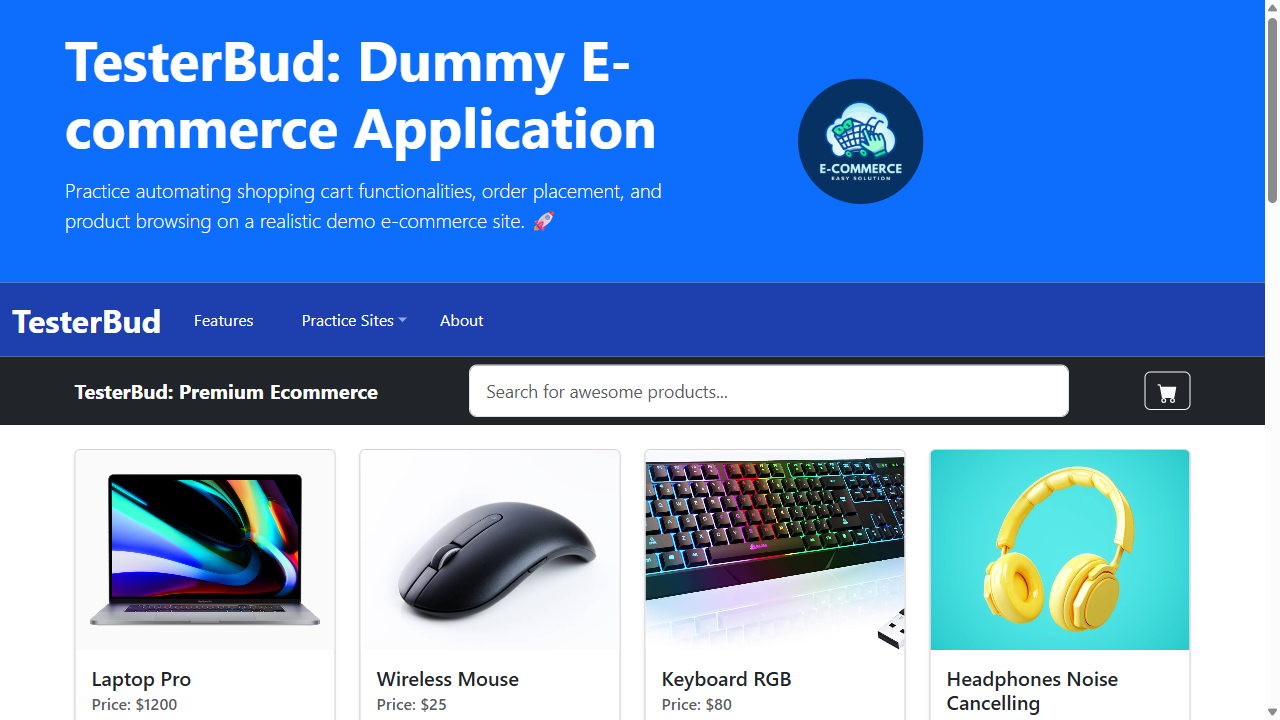 TesterBud: Dummy E-
commerce Application
Practice automating shopping cart functionalities, order placement, and
product browsing on a realistic demo e-commerce site. 🚀
E-COMMERCE
EASY SOLUTION
TesterBud
Features
Practice Sites
About
TesterBud: Premium Ecommerce
Search for awesome products...
Laptop Pro
Price: $1200
Wireless Mouse
Price: $25
Keyboard RGB
Price: $80
Headphones Noise
Cancelling